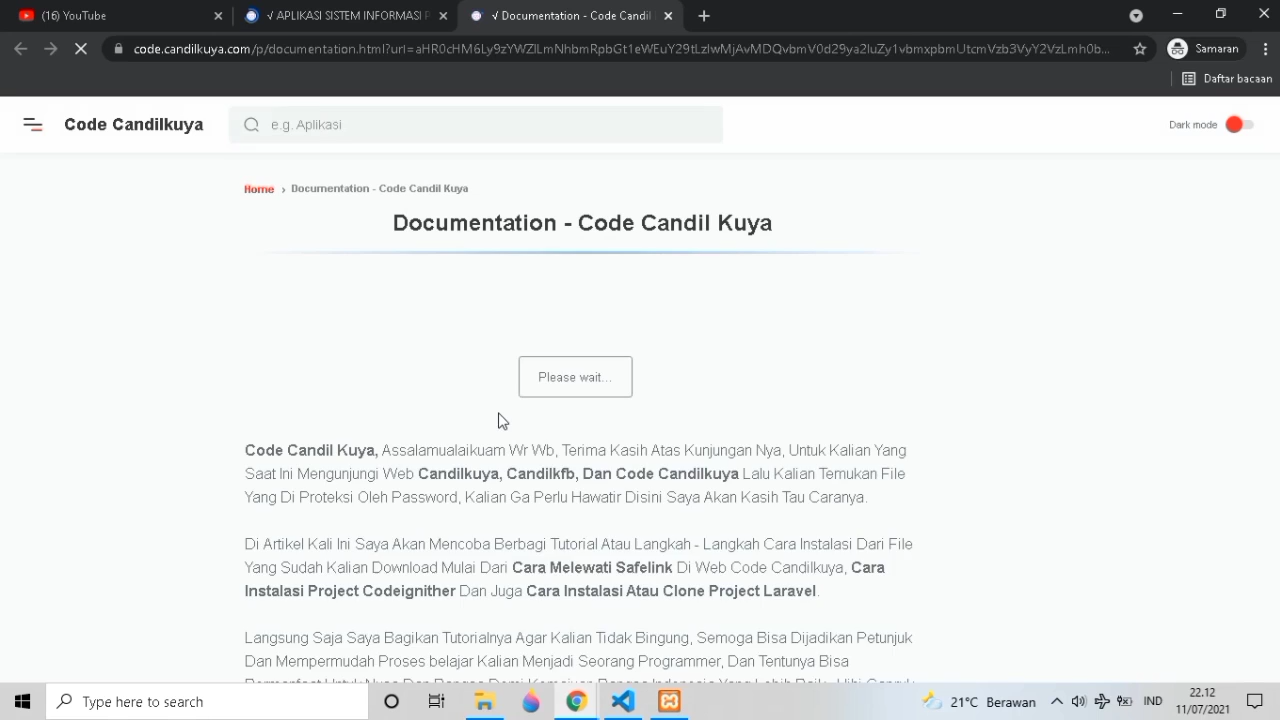 (16) YouTube
√ APLIKASI SISTEM INFORMASI P
√ Documentation - Code Candil
code.candilkuya.com/p/documentation.html
Samaran
Daftar bacaan
Code Candilkuya
e.g. Aplikasi
Dark mode
Home › Documentation - Code Candil Kuya
Documentation - Code Candil Kuya
Please wait...
Code Candil Kuya, Assalamualaikuam Wr Wb, Terima Kasih Atas Kunjungan Nya, Untuk Kalian Yang
Saat Ini Mengunjungi Web Candilkuya, Candilkfb, Dan Code Candilkuya Lalu Kalian Temukan File
Yang Di Proteksi Oleh Password, Kalian Ga Perlu Hawatir Disini Saya Akan Kasih Tau Caranya.
Di Artikel Kali Ini Saya Akan Mencoba Berbagi Tutorial Atau Langkah - Langkah Cara Instalasi Dari File
Yang Sudah Kalian Download Mulai Dari Cara Melewati Safelink Di Web Code Candilkuya, Cara
Instalasi Project Codeignither Dan Juga Cara Instalasi Atau Clone Project Laravel.
Langsung Saja Saya Bagikan Tutorialnya Agar Kalian Tidak Bingung, Semoga Bisa Dijadikan Petunjuk
Dan Mempermudah Proses belajar Kalian Menjadi Seorang Programmer, Dan Tentunya Bisa
Type here to search
21°C Berawan
IND
22.12
11/07/2021